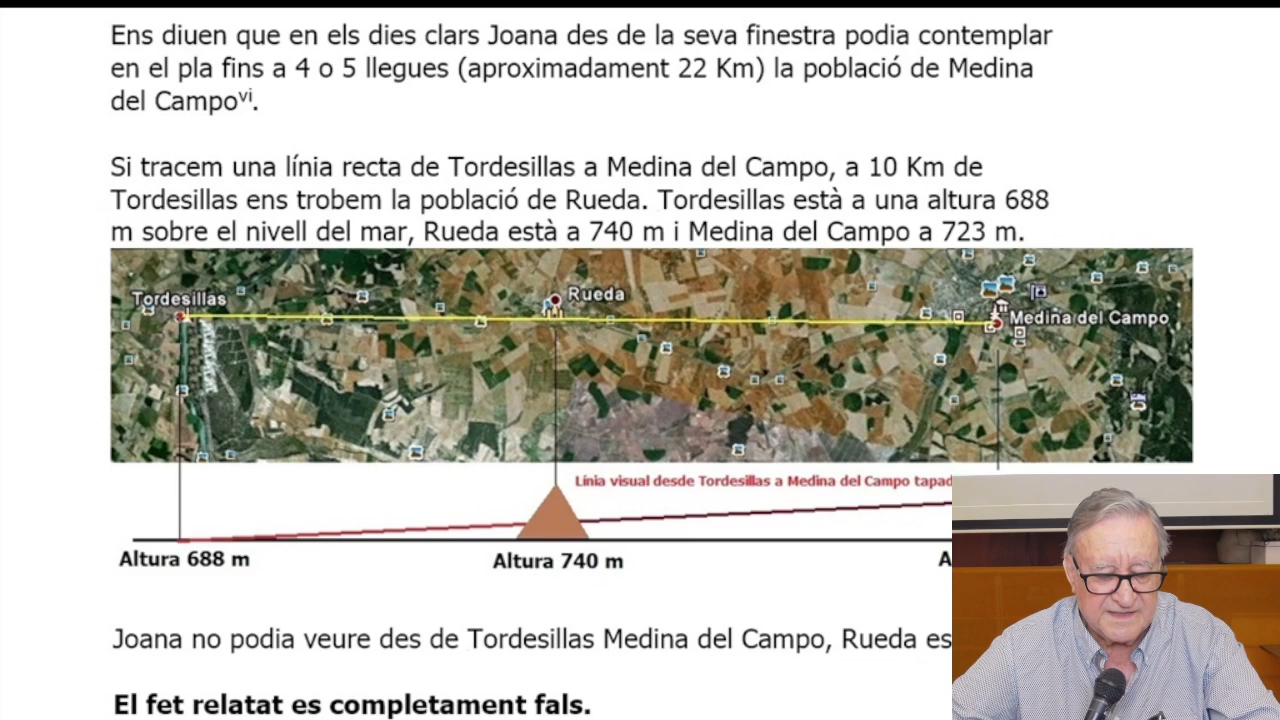 Ens diuen que en els dies clars Joana des de la seva finestra podia contemplar
en el pla fins a 4 o 5 llegues (aproximadament 22 Km) la població de Medina
del Campoᵛⁱ.
Si tracem una línia recta de Tordesillas a Medina del Campo, a 10 Km de
Tordesillas ens trobem la població de Rueda. Tordesillas està a una altura 688
m sobre el nivell del mar, Rueda està a 740 m i Medina del Campo a 723 m.
Tordesillas
Rueda
Medina del Campo
Línia visual desde Tordesillas a Medina del Campo tapad
Altura 688 m
Altura 740 m
A
Joana no podia veure des de Tordesillas Medina del Campo, Rueda es
El fet relatat es completament fals.